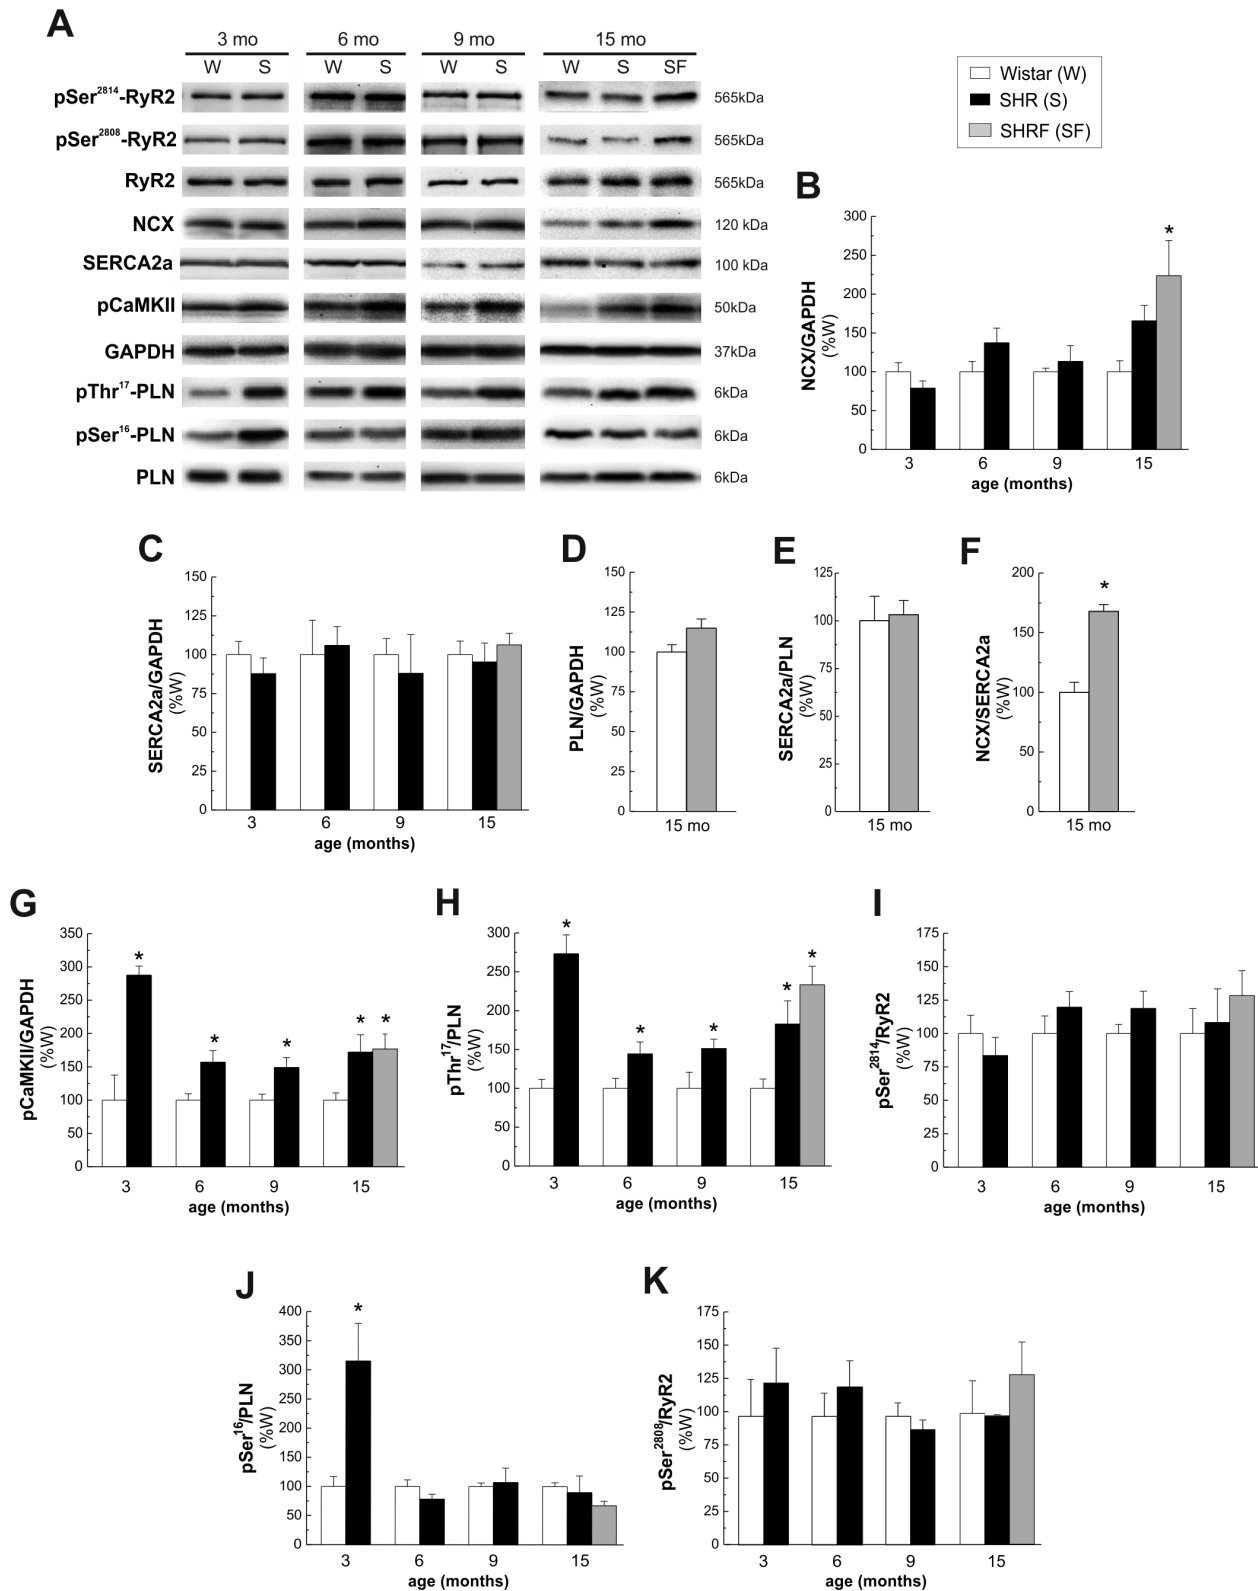 A
3 mo 6 mo 9 mo 15 mo
W S W S W S W S SF
pSer2814-RyR2 565kDa
pSer2808-RyR2 565kDa
RyR2 565kDa
NCX 120 kDa
SERCA2a 100 kDa
pCaMKII 50kDa
GAPDH 37kDa
pThr17-PLN 6kDa
pSer16-PLN 6kDa
PLN 6kDa
Wistar (W)
SHR (S)
SHRF (SF)
B
NCX/GAPDH
(%W)
300
250
200
150
100
50
0
*
3 6 9 15
age (months)
C
SERCA2a/GAPDH
(%W)
150
125
100
75
50
25
0
3 6 9 15
age (months)
D
PLN/GAPDH
(%W)
150
125
100
75
50
25
0
15 mo
E
SERCA2a/PLN
(%W)
125
100
75
50
25
0
15 mo
F
NCX/SERCA2a
(%W)
200
150
100
50
0
*
15 mo
G
pCaMKII/GAPDH
(%W)
350
300
250
200
150
100
50
0
* * * * *
3 6 9 15
age (months)
H
pThr17/PLN
(%W)
300
250
200
150
100
50
0
* * * * *
3 6 9 15
age (months)
I
pSer2814/RyR2
(%W)
175
150
125
100
75
50
25
0
3 6 9 15
age (months)
J
pSer16/PLN
(%W)
400
350
300
250
200
150
100
50
0
*
3 6 9 15
age (months)
K
pSer2808/RyR2
(%W)
175
150
125
100
75
50
25
0
3 6 9 15
age (months)